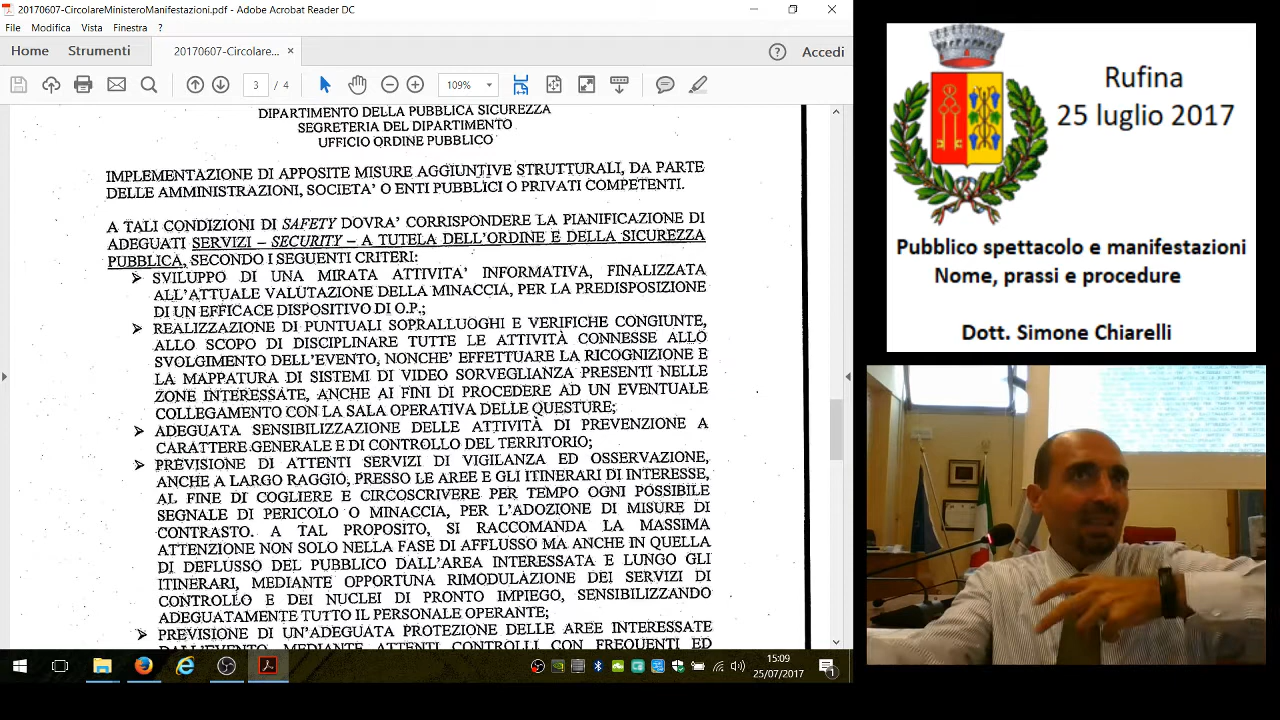 20170607-CircolareMinisteroManifestazioni.pdf - Adobe Acrobat Reader DC
File Modifica Vista Finestra ?
Home Strumenti 20170607-Circolare... × Accedi
3 / 4 109%
DIPARTIMENTO DELLA PUBBLICA SICUREZZA
SEGRETERIA DEL DIPARTIMENTO
UFFICIO ORDINE PUBBLICO
IMPLEMENTAZIONE DI APPOSITE MISURE AGGIUNTIVE STRUTTURALI, DA PARTE
DELLE AMMINISTRAZIONI, SOCIETA' O ENTI PUBBLICI O PRIVATI COMPETENTI.
A TALI CONDIZIONI DI SAFETY DOVRA' CORRISPONDERE LA PIANIFICAZIONE DI
ADEGUATI SERVIZI – SECURITY – A TUTELA DELL'ORDINE E DELLA SICUREZZA
PUBBLICA, SECONDO I SEGUENTI CRITERI:
➢ SVILUPPO DI UNA MIRATA ATTIVITA' INFORMATIVA, FINALIZZATA
ALL'ATTUALE VALUTAZIONE DELLA MINACCIA, PER LA PREDISPOSIZIONE
DI UN EFFICACE DISPOSITIVO DI O.P.;
➢ REALIZZAZIONE DI PUNTUALI SOPRALLUOGHI E VERIFICHE CONGIUNTE,
ALLO SCOPO DI DISCIPLINARE TUTTE LE ATTIVITÀ CONNESSE ALLO
SVOLGIMENTO DELL'EVENTO, NONCHE' EFFETTUARE LA RICOGNIZIONE E
LA MAPPATURA DI SISTEMI DI VIDEO SORVEGLIANZA PRESENTI NELLE
ZONE INTERESSATE, ANCHE AI FINI DI PROCEDERE AD UN EVENTUALE
COLLEGAMENTO CON LA SALA OPERATIVA DELLE QUESTURE;
➢ ADEGUATA SENSIBILIZZAZIONE DELLE ATTIVITÀ DI PREVENZIONE A
CARATTERE GENERALE E DI CONTROLLO DEL TERRITORIO;
➢ PREVISIONE DI ATTENTI SERVIZI DI VIGILANZA ED OSSERVAZIONE,
ANCHE A LARGO RAGGIO, PRESSO LE AREE E GLI ITINERARI DI INTERESSE,
AL FINE DI COGLIERE E CIRCOSCRIVERE PER TEMPO OGNI POSSIBILE
SEGNALE DI PERICOLO O MINACCIA, PER L'ADOZIONE DI MISURE DI
CONTRASTO. A TAL PROPOSITO, SI RACCOMANDA LA MASSIMA
ATTENZIONE NON SOLO NELLA FASE DI AFFLUSSO MA ANCHE IN QUELLA
DI DEFLUSSO DEL PUBBLICO DALL'AREA INTERESSATA E LUNGO GLI
ITINERARI, MEDIANTE OPPORTUNA RIMODULAZIONE DEI SERVIZI DI
CONTROLLO E DEI NUCLEI DI PRONTO IMPIEGO, SENSIBILIZZANDO
ADEGUATAMENTE TUTTO IL PERSONALE OPERANTE;
➢ PREVISIONE DI UN'ADEGUATA PROTEZIONE DELLE AREE INTERESSATE
DALL'EVENTO, MEDIANTE ATTENTI CONTROLLI, CON FREQUENTI ED
15:09
25/07/2017
1
Rufina
25 luglio 2017
Pubblico spettacolo e manifestazioni
Nome, prassi e procedure
Dott. Simone Chiarelli